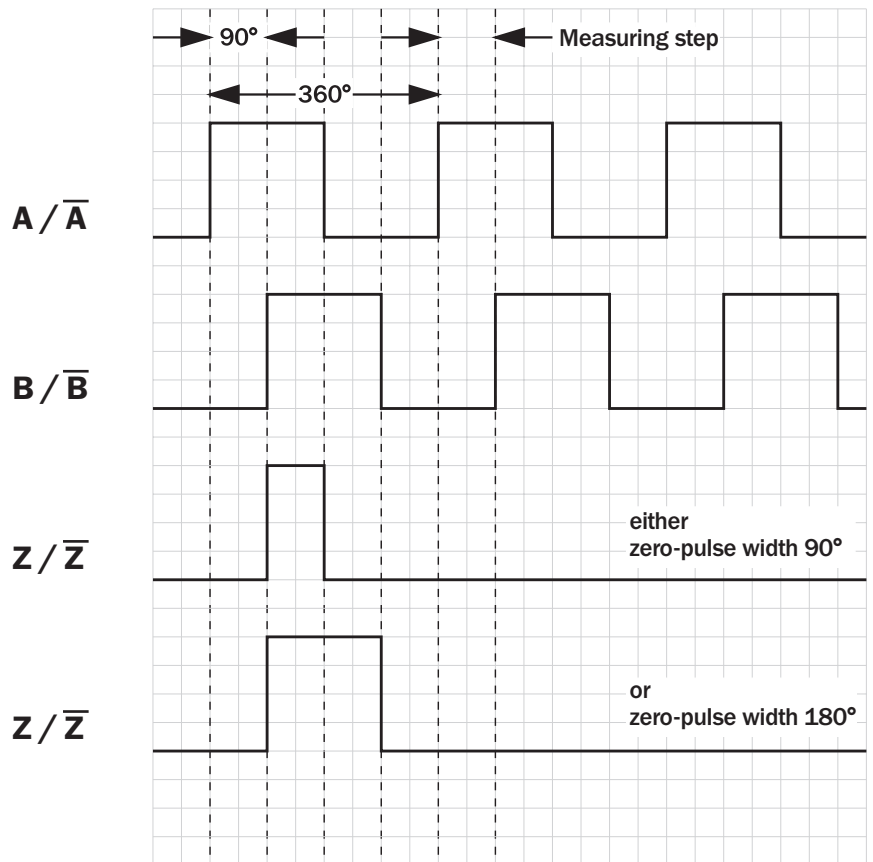 90°
Measuring step
360°
A / A̅
B / B̅
Z / Z̅
either
zero-pulse width 90°
Z / Z̅
or
zero-pulse width 180°